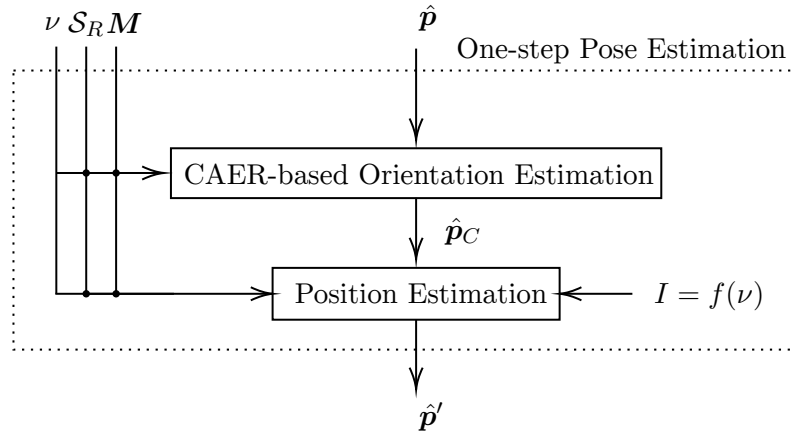 ν 𝒮_R 𝑴 𝒑̂
One-step Pose Estimation
CAER-based Orientation Estimation
𝒑̂_C
Position Estimation I = f(ν)
𝒑̂′